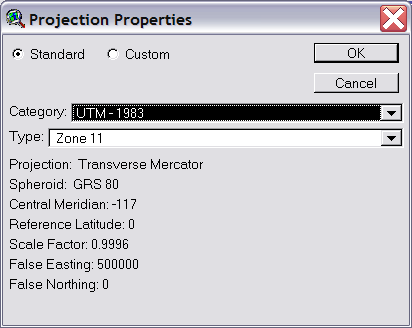 Projection Properties
Standard Custom OK
Cancel
Category: UTM - 1983
Type: Zone 11
Projection: Transverse Mercator
Spheroid: GRS 80
Central Meridian: -117
Reference Latitude: 0
Scale Factor: 0.9996
False Easting: 500000
False Northing: 0